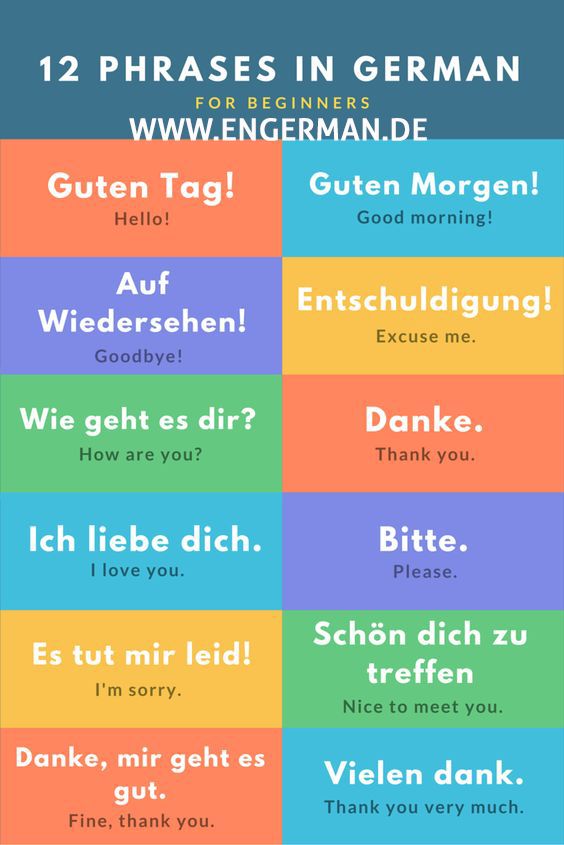 12 PHRASES IN GERMAN
FOR BEGINNERS
WWW.ENGERMAN.DE
Guten Tag!
Hello!
Guten Morgen!
Good morning!
Auf
Wiedersehen!
Goodbye!
Entschuldigung!
Excuse me.
Wie geht es dir?
How are you?
Danke.
Thank you.
Ich liebe dich.
I love you.
Bitte.
Please.
Es tut mir leid!
I'm sorry.
Schön dich zu
treffen
Nice to meet you.
Danke, mir geht es
gut.
Fine, thank you.
Vielen dank.
Thank you very much.